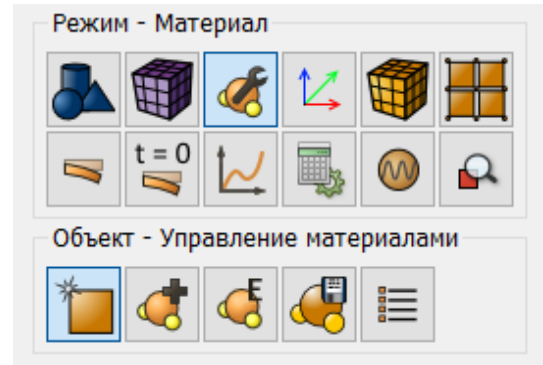 Режим - Материал
t = 0
E
Объект - Управление материалами